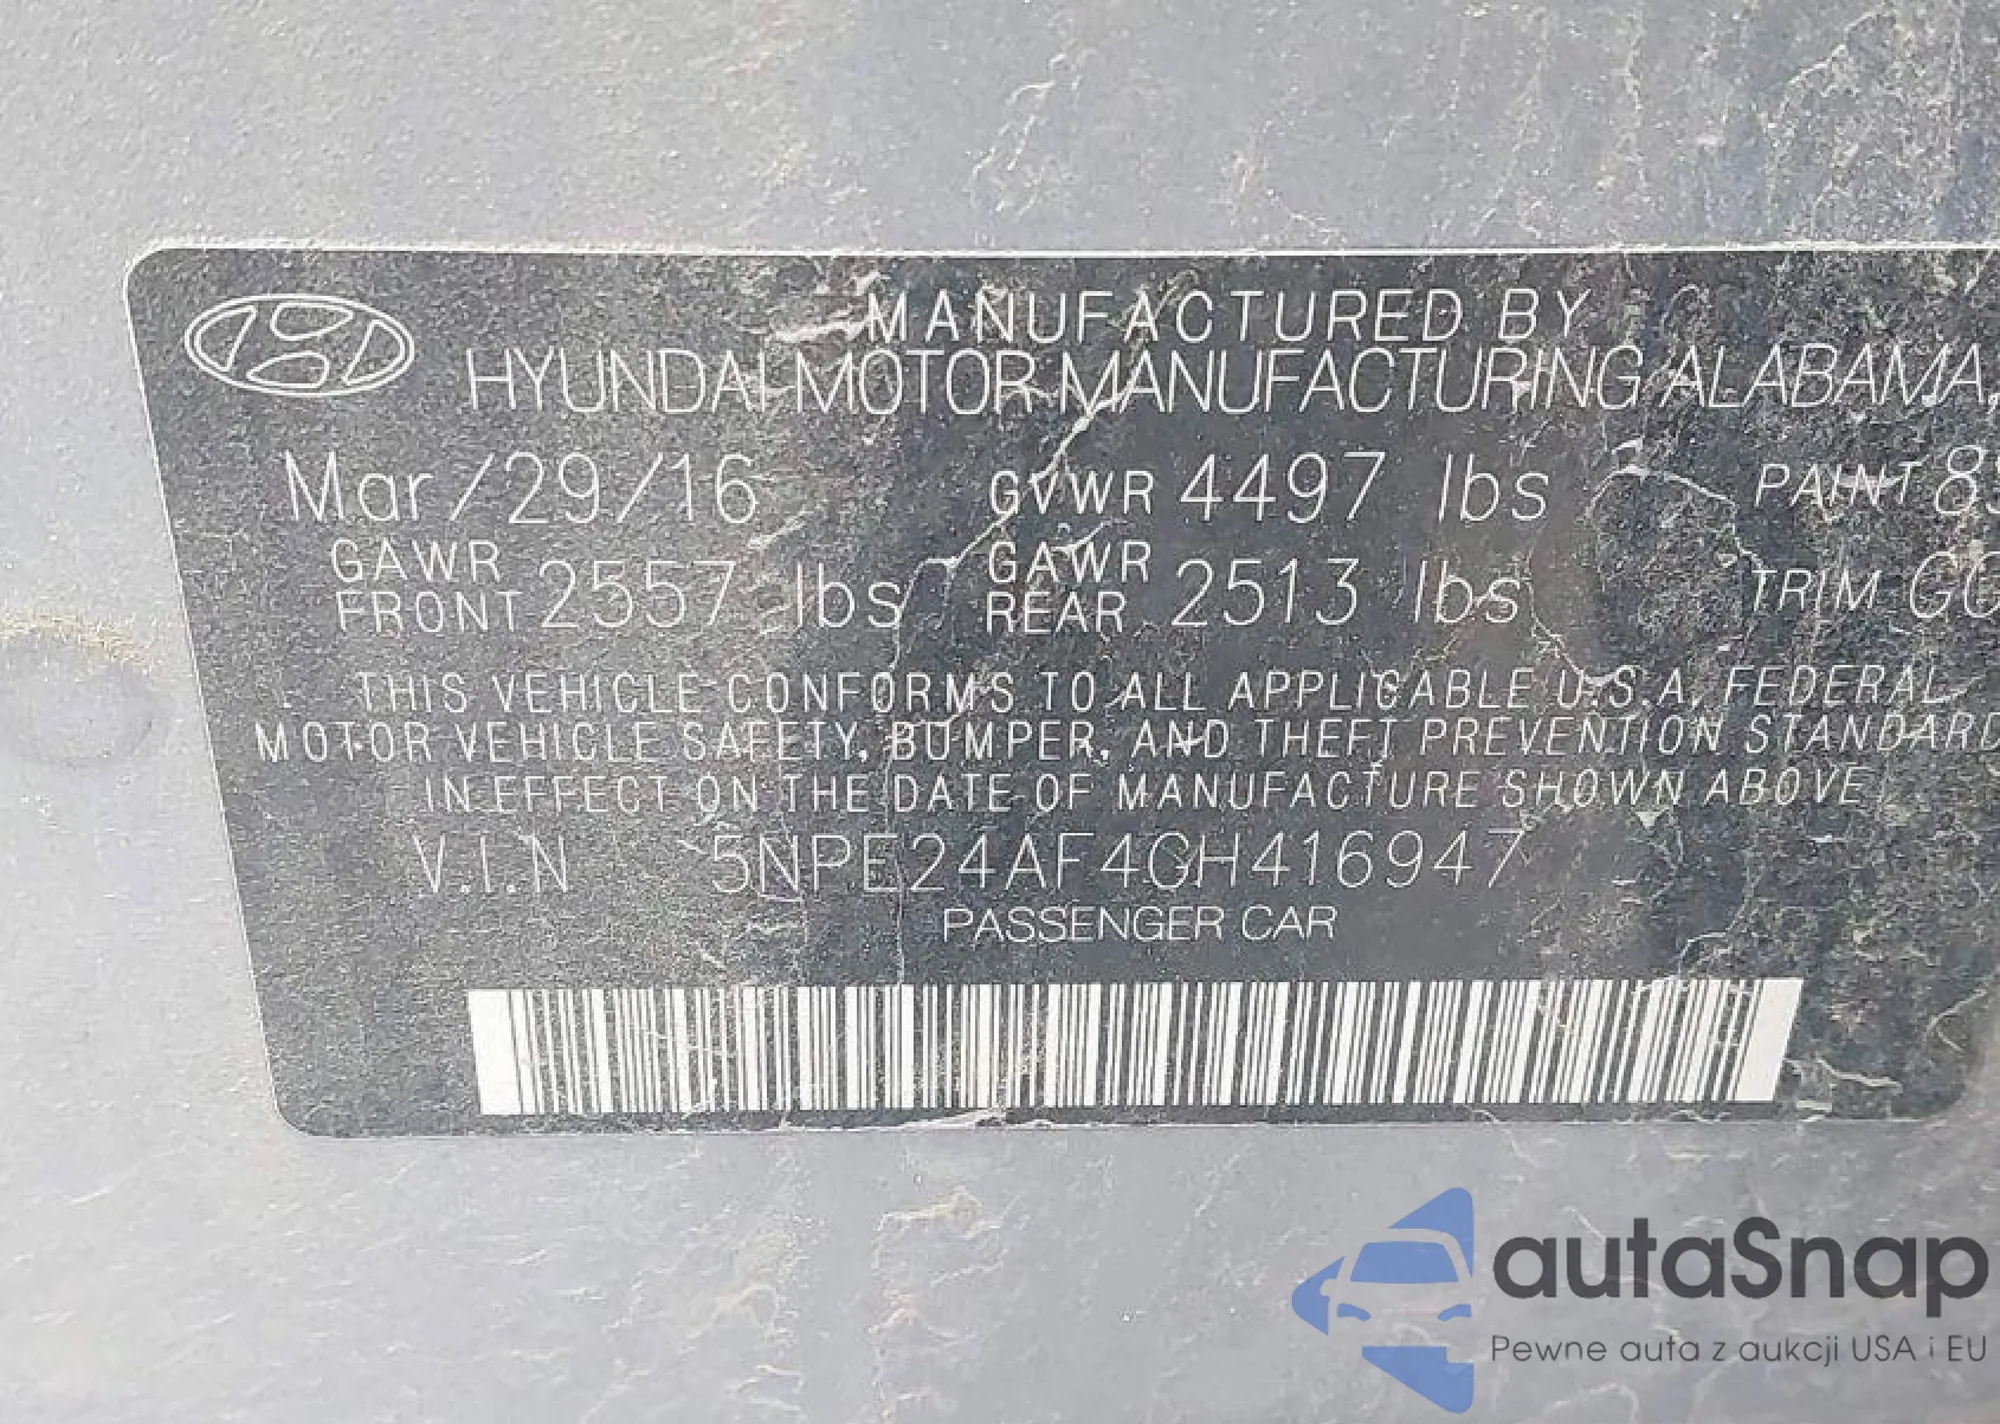 MANUFACTURED BY
HYUNDAI MOTOR MANUFACTURING ALABAMA,
Mar/29/16 GVWR 4497 lbs PAINT
GAWR FRONT 2557 lbs GAWR REAR 2513 lbs TRIM
THIS VEHICLE CONFORMS TO ALL APPLICABLE U.S.A. FEDERAL
MOTOR VEHICLE SAFETY, BUMPER, AND THEFT PREVENTION STANDARD
IN EFFECT ON THE DATE OF MANUFACTURE SHOWN ABOVE
V.I.N 5NPE24AF4GH416947
PASSENGER CAR
autaSnap
Pewne auta z aukcji USA i EU